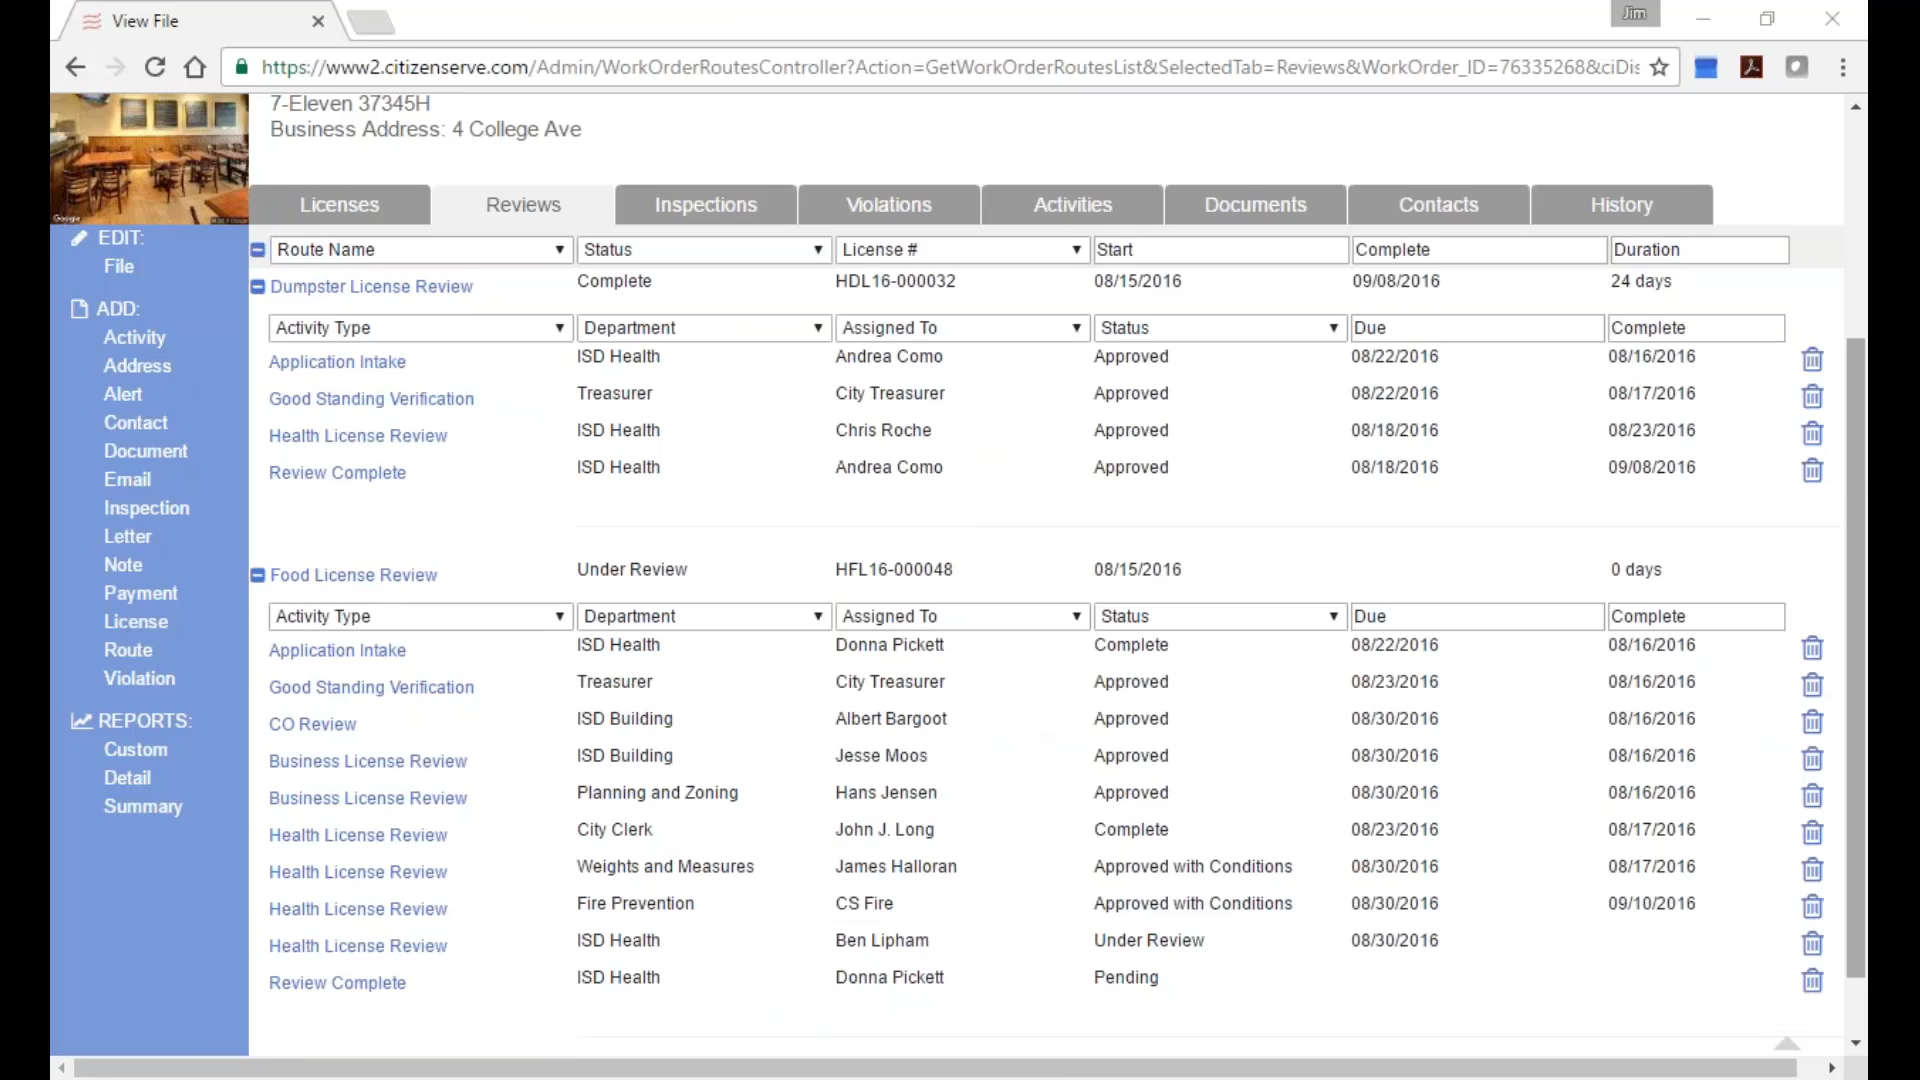 View File
Jim
https://www2.citizenserve.com/Admin/WorkOrderRoutesController?Action=GetWorkOrderRoutesList&SelectedTab=Reviews&WorkOrder_ID=76335268&ciDis
7-Eleven 37345H
Business Address: 4 College Ave
Google
Licenses Reviews Inspections Violations Activities Documents Contacts History
EDIT:
File
ADD:
Activity
Address
Alert
Contact
Document
Email
Inspection
Letter
Note
Payment
License
Route
Violation
REPORTS:
Custom
Detail
Summary
Route Name Status License # Start Complete Duration
Dumpster License Review Complete HDL16-000032 08/15/2016 09/08/2016 24 days
Activity Type Department Assigned To Status Due Complete
Application Intake ISD Health Andrea Como Approved 08/22/2016 08/16/2016
Good Standing Verification Treasurer City Treasurer Approved 08/22/2016 08/17/2016
Health License Review ISD Health Chris Roche Approved 08/18/2016 08/23/2016
Review Complete ISD Health Andrea Como Approved 08/18/2016 09/08/2016
Food License Review Under Review HFL16-000048 08/15/2016 0 days
Activity Type Department Assigned To Status Due Complete
Application Intake ISD Health Donna Pickett Complete 08/22/2016 08/16/2016
Good Standing Verification Treasurer City Treasurer Approved 08/23/2016 08/16/2016
CO Review ISD Building Albert Bargoot Approved 08/30/2016 08/16/2016
Business License Review ISD Building Jesse Moos Approved 08/30/2016 08/16/2016
Business License Review Planning and Zoning Hans Jensen Approved 08/30/2016 08/16/2016
Health License Review City Clerk John J. Long Complete 08/23/2016 08/17/2016
Health License Review Weights and Measures James Halloran Approved with Conditions 08/30/2016 08/17/2016
Health License Review Fire Prevention CS Fire Approved with Conditions 08/30/2016 09/10/2016
Health License Review ISD Health Ben Lipham Under Review 08/30/2016
Review Complete ISD Health Donna Pickett Pending